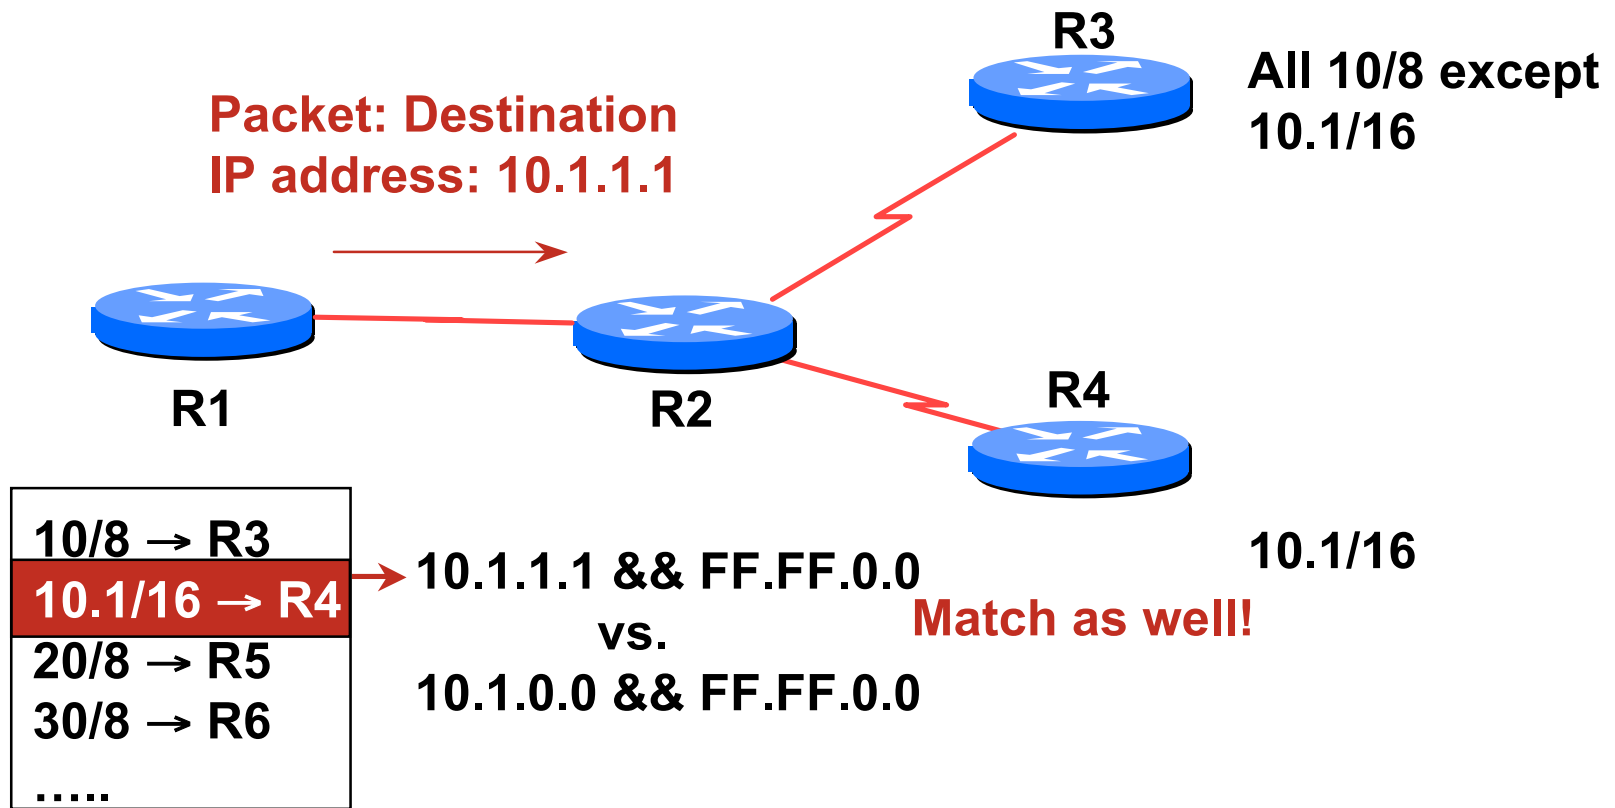 R3
All 10/8 except
10.1/16
Packet: Destination
IP address: 10.1.1.1
R1
R2
R4
10.1/16
10/8 → R3
10.1/16 → R4
20/8 → R5
30/8 → R6
…..
10.1.1.1 && FF.FF.0.0
vs.
10.1.0.0 && FF.FF.0.0
Match as well!